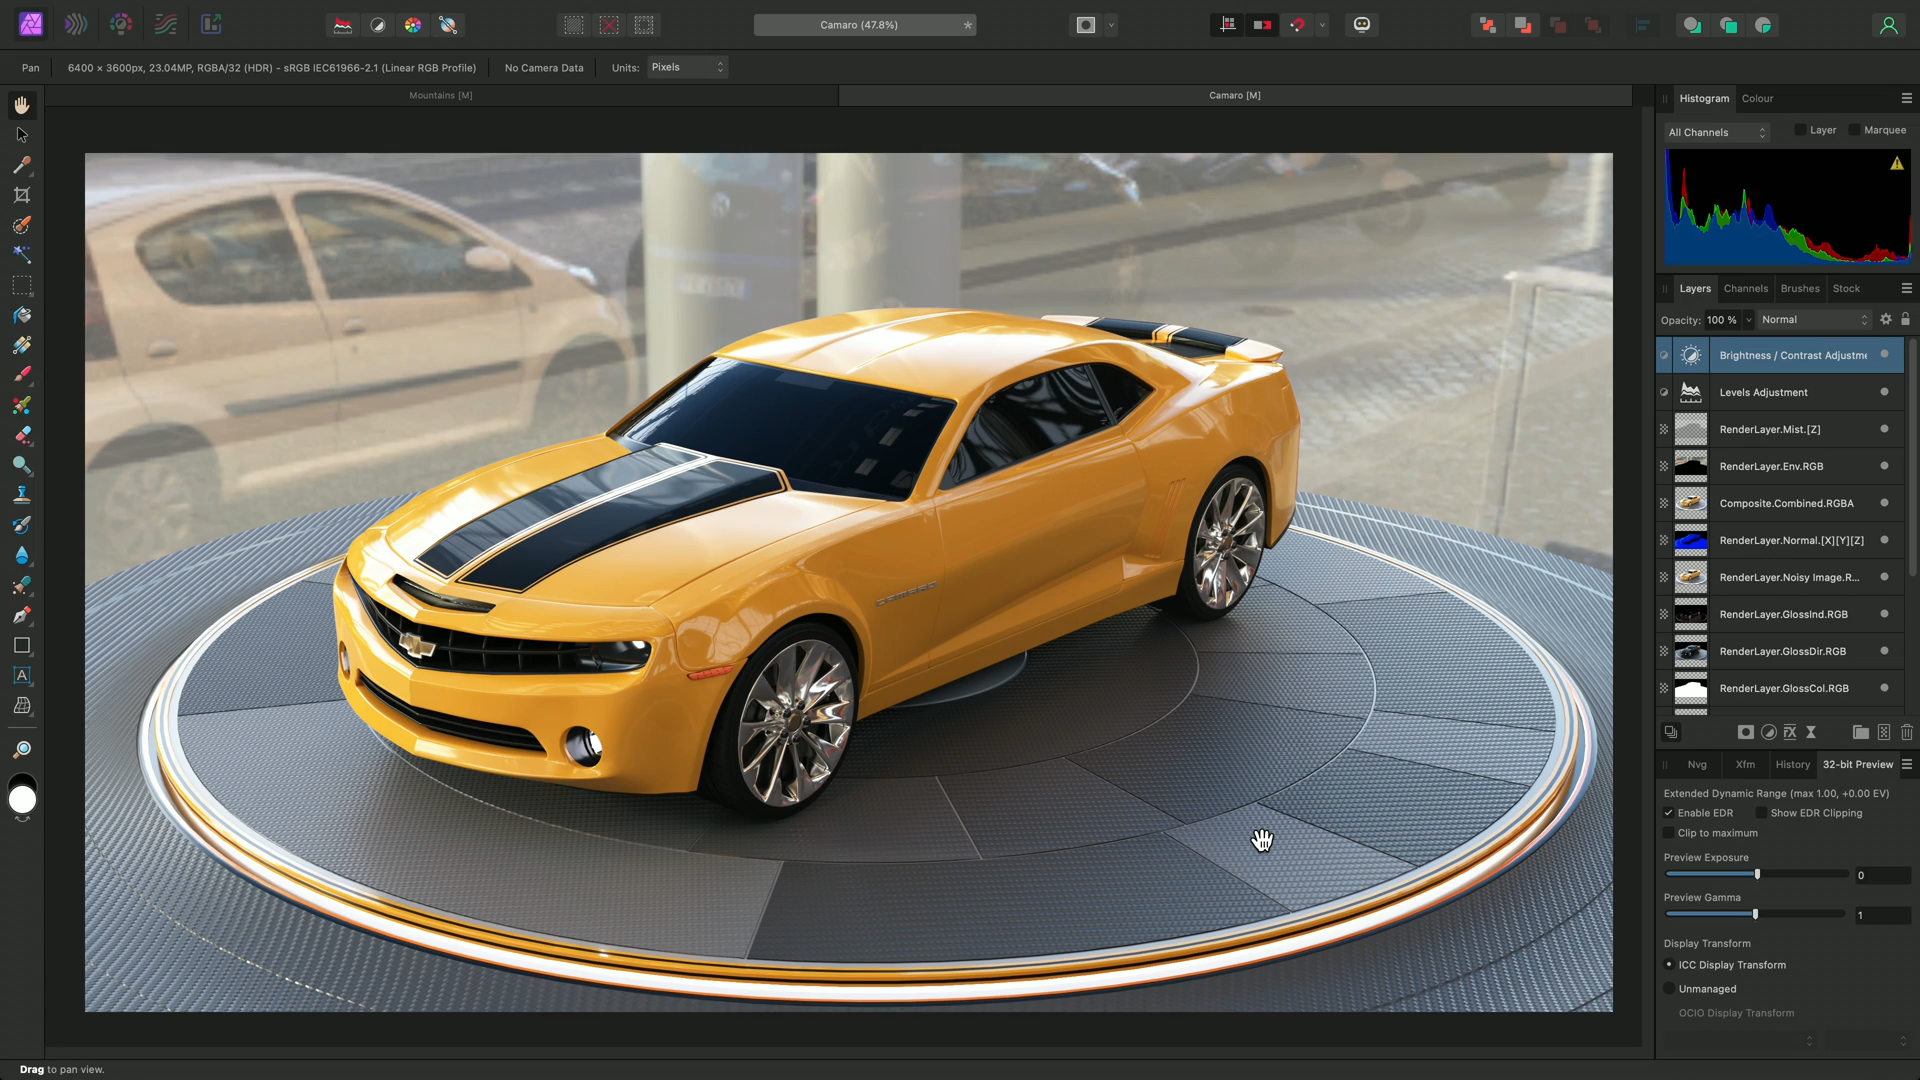 Camaro (47.8%)
*
Pan
6400 × 3600px, 23.04MP, RGBA/32 (HDR) - sRGB IEC61966-2.1 (Linear RGB Profile)
No Camera Data
Units:
Pixels
Mountains [M]
Camaro [M]
Histogram
Colour
All Channels
Layer
Marquee
Layers
Channels
Brushes
Stock
Opacity:
100 %
Normal
Brightness / Contrast Adjustme
Levels Adjustment
RenderLayer.Mist.[Z]
RenderLayer.Env.RGB
Composite.Combined.RGBA
RenderLayer.Normal.[X][Y][Z]
RenderLayer.Noisy Image.R...
RenderLayer.GlossInd.RGB
RenderLayer.GlossDir.RGB
RenderLayer.GlossCol.RGB
Nvg
Xfm
History
32-bit Preview
Extended Dynamic Range (max 1.00, +0.00 EV)
Enable EDR
Show EDR Clipping
Clip to maximum
Preview Exposure
0
Preview Gamma
1
Display Transform
ICC Display Transform
Unmanaged
OCIO Display Transform
CAMARO
Drag to pan view.